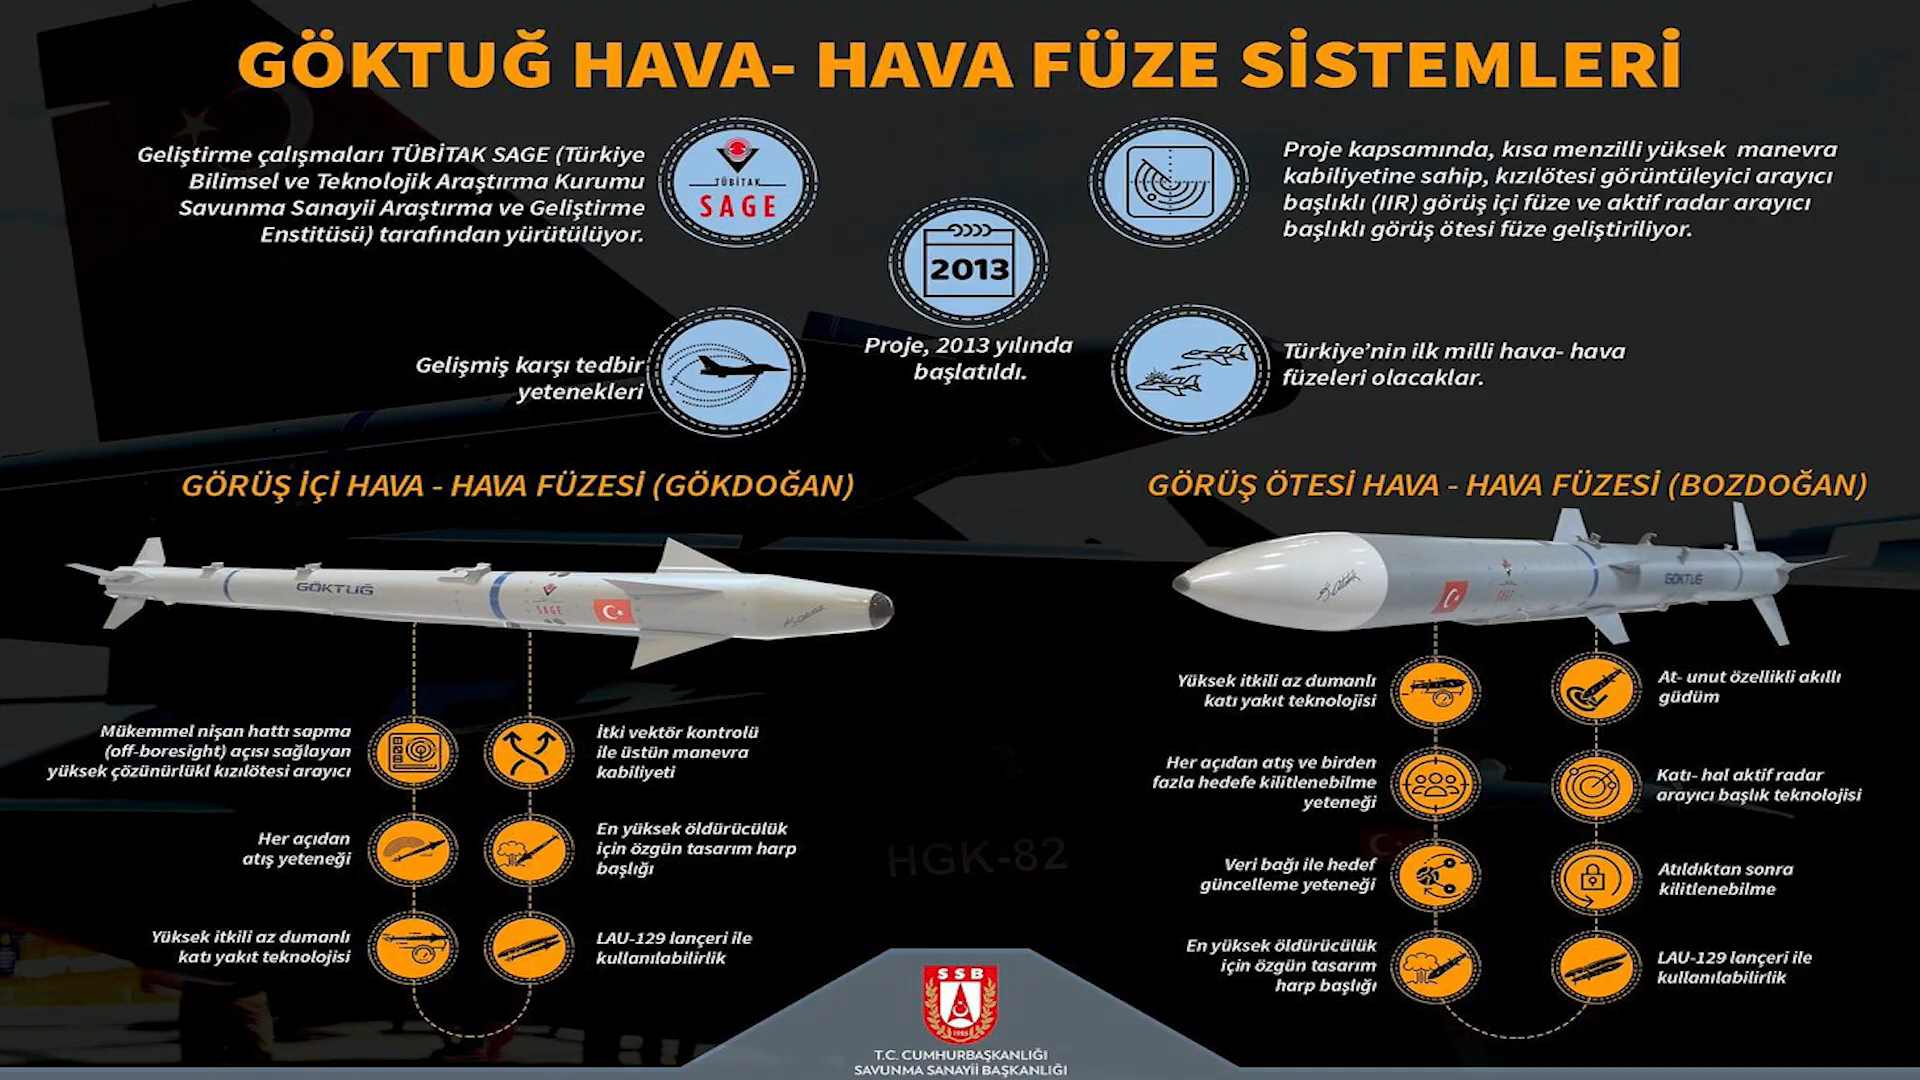 GÖKTUĞ HAVA- HAVA FÜZE SİSTEMLERİ
Geliştirme çalışmaları TÜBİTAK SAGE (Türkiye
Bilimsel ve Teknolojik Araştırma Kurumu
Savunma Sanayii Araştırma ve Geliştirme
Enstitüsü) tarafından yürütülüyor.
TÜBİTAK
SAGE
2013
Proje, 2013 yılında
başlatıldı.
Proje kapsamında, kısa menzilli yüksek manevra
kabiliyetine sahip, kızılötesi görüntüleyici arayıcı
başlıklı (IIR) görüş içi füze ve aktif radar arayıcı
başlıklı görüş ötesi füze geliştiriliyor.
Gelişmiş karşı tedbir
yetenekleri
Türkiye'nin ilk milli hava- hava
füzeleri olacaklar.
GÖRÜŞ İÇİ HAVA - HAVA FÜZESİ (GÖKDOĞAN)
GÖKTUĞ
SAGE
Mükemmel nişan hattı sapma
(off-boresight) açısı sağlayan
yüksek çözünürlükl kızılötesi arayıcı
İtki vektör kontrolü
ile üstün manevra
kabiliyeti
Her açıdan
atış yeteneği
En yüksek öldürücülük
için özgün tasarım harp
başlığı
Yüksek itkili az dumanlı
katı yakıt teknolojisi
LAU-129 lançeri ile
kullanılabilirlik
GÖRÜŞ ÖTESİ HAVA - HAVA FÜZESİ (BOZDOĞAN)
SAGE
GÖKTUĞ
Yüksek itkili az dumanlı
katı yakıt teknolojisi
At- unut özellikli akıllı
güdüm
Her açıdan atış ve birden
fazla hedefe kilitlenebilme
yeteneği
Katı- hal aktif radar
arayıcı başlık teknolojisi
Veri bağı ile hedef
güncelleme yeteneği
Atıldıktan sonra
kilitlenebilme
En yüksek öldürücülük
için özgün tasarım
harp başlığı
LAU-129 lançeri ile
kullanılabilirlik
HGK-82
SSB
1985
T.C. CUMHURBAŞKANLIĞI
SAVUNMA SANAYİİ BAŞKANLIĞI